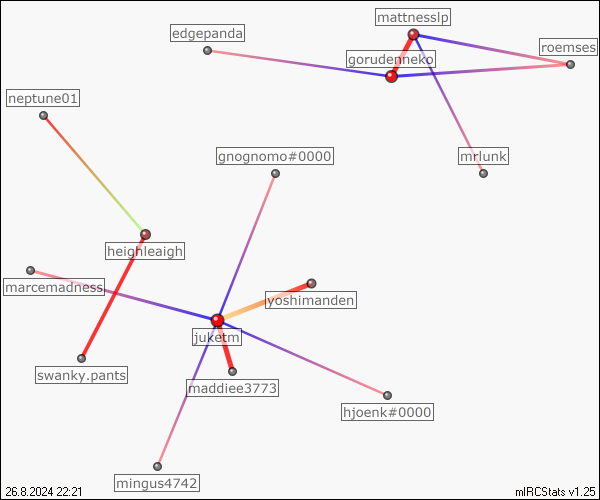 mattnesslp
edgepanda
roemses
gorudenneko
neptune01
gnognomo#0000
mrlunk
heighleaigh
marcemadness
yoshimanden
juketm
swanky.pants
maddiee3773
hjoenk#0000
mingus4742
26.8.2024 22:21
mIRCStats v1.25